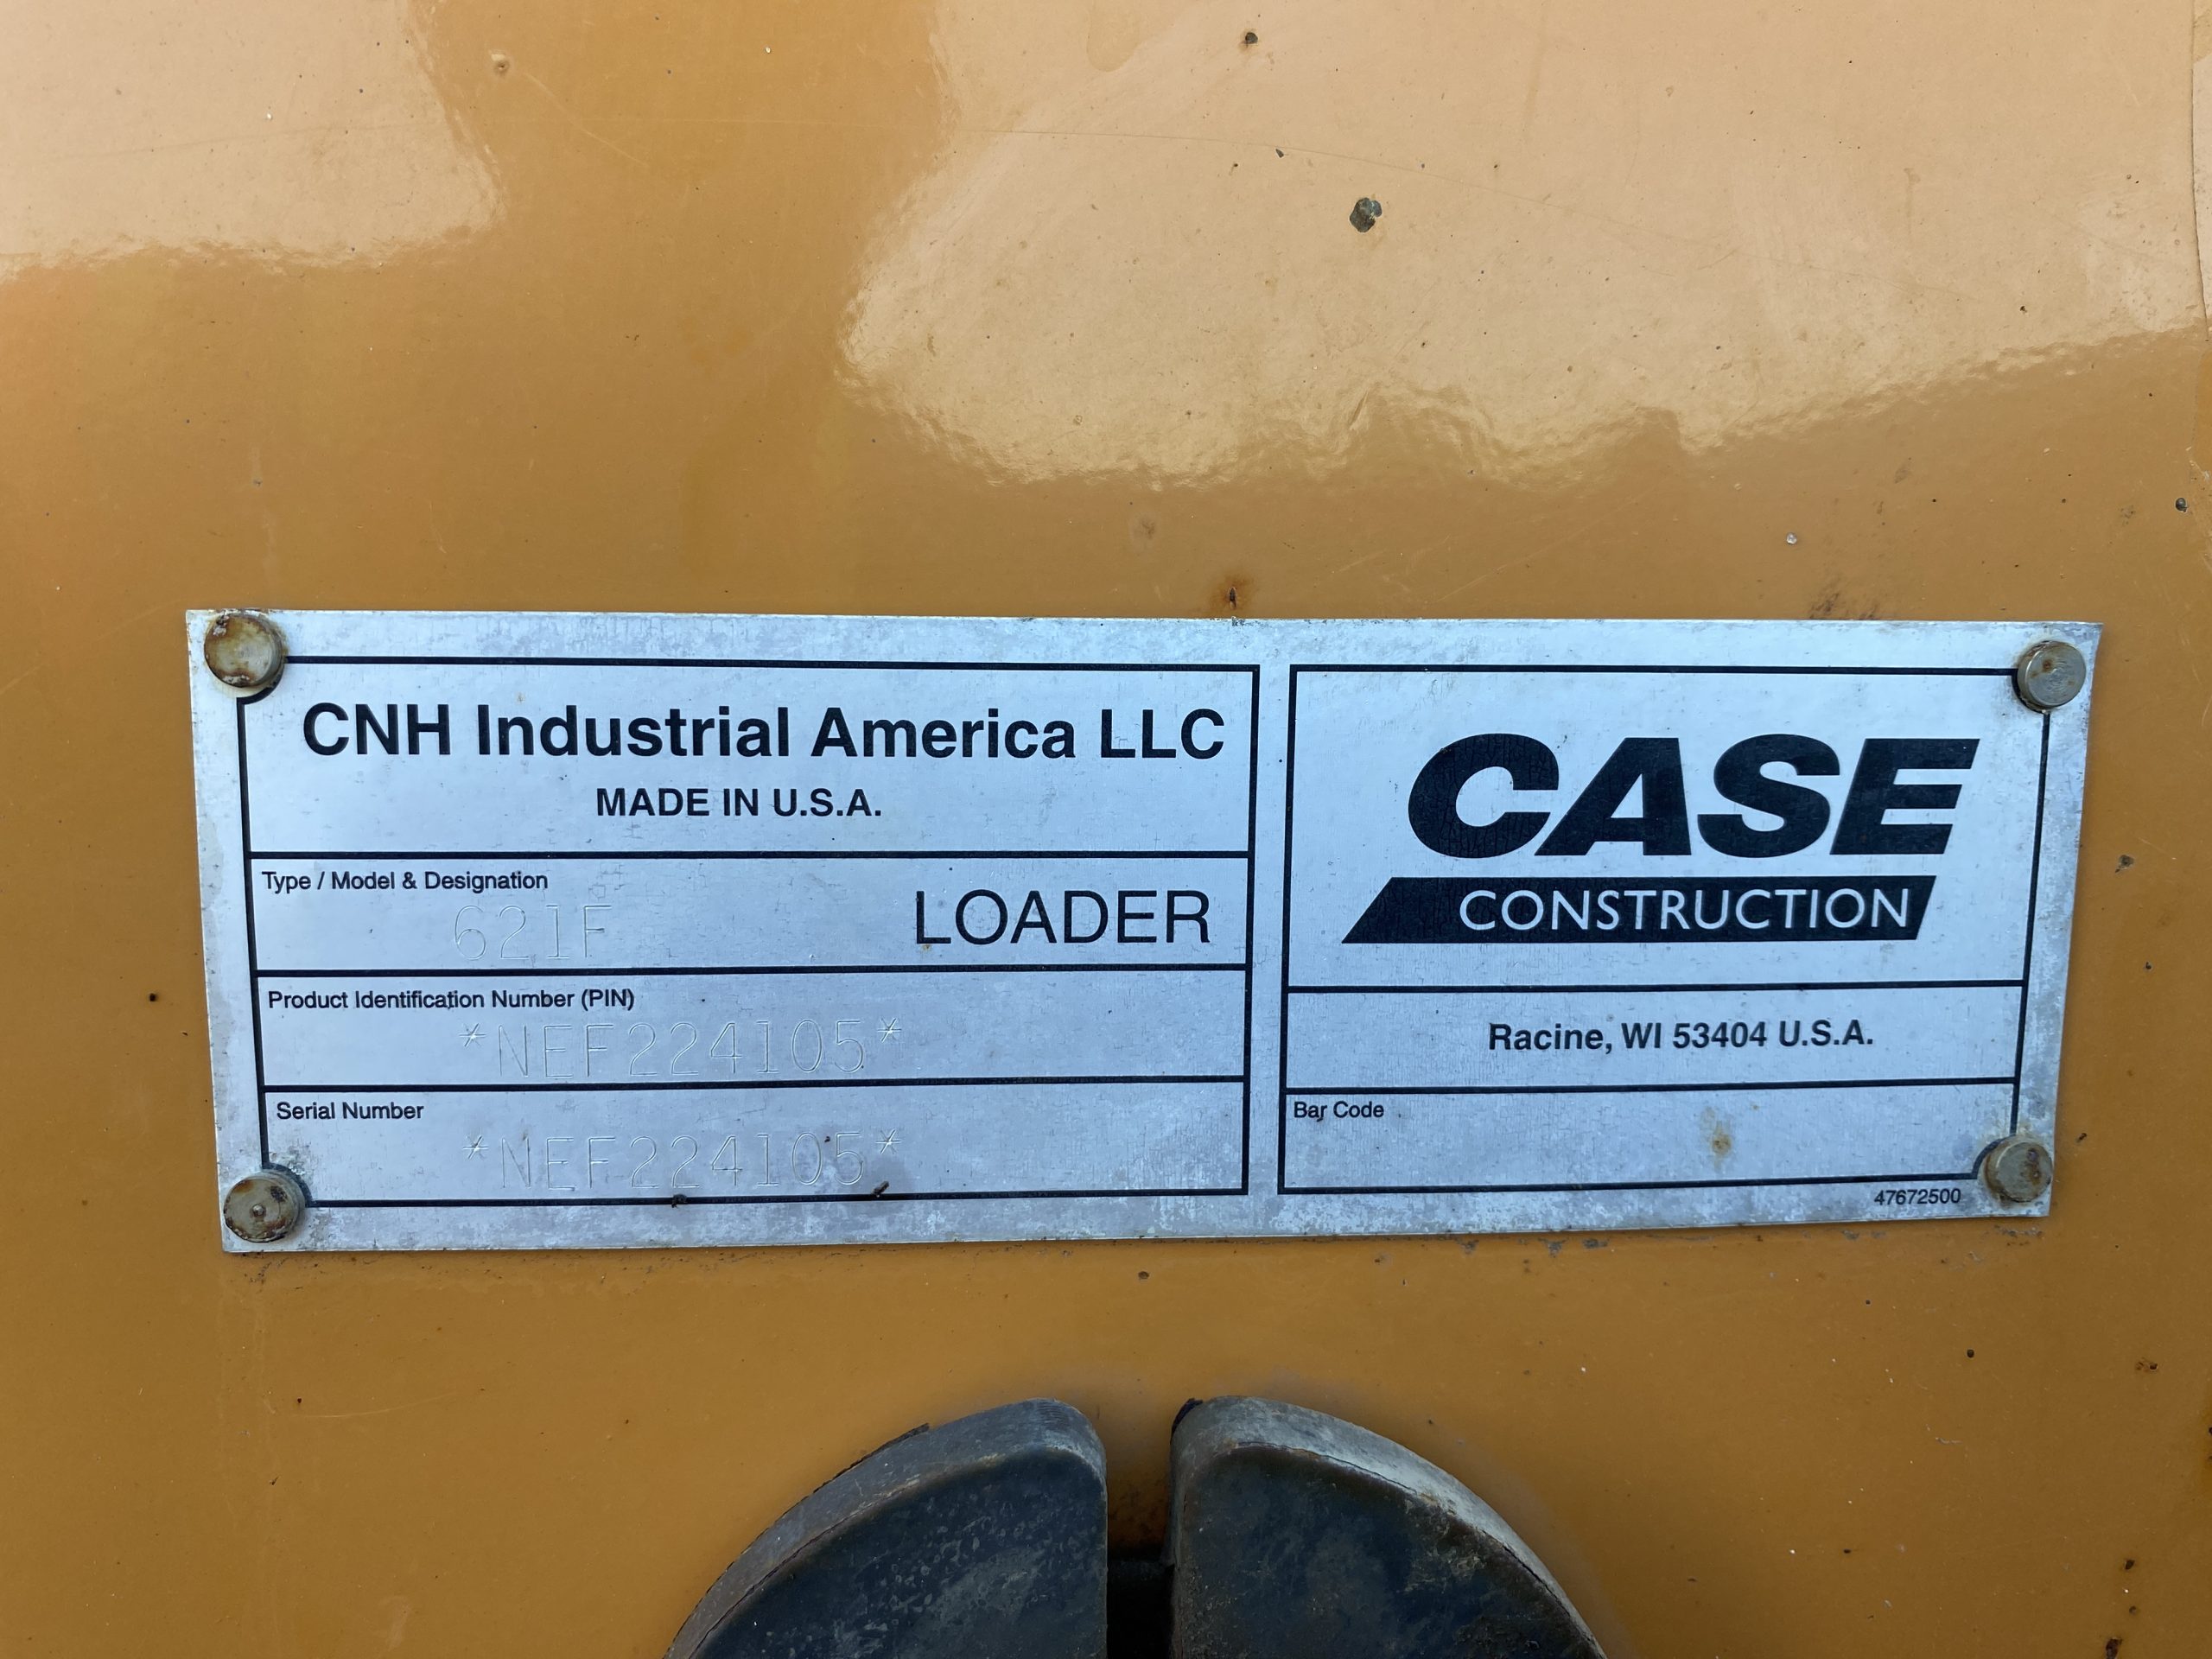 CNH Industrial America LLC
MADE IN U.S.A.
Type / Model & Designation
621F LOADER
Product Identification Number (PIN)
*NEF224105*
Serial Number
*NEF224105*
CASE
CONSTRUCTION
Racine, WI 53404 U.S.A.
Bar Code
47672500